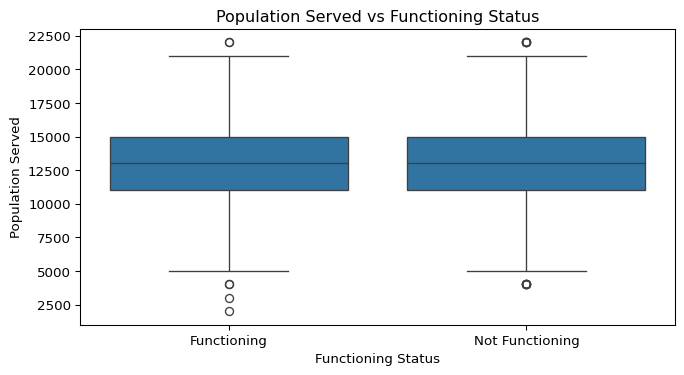 Population Served vs Functioning Status
22500
20000
17500
15000
12500
10000
7500
5000
2500
Population Served
Functioning
Not Functioning
Functioning Status